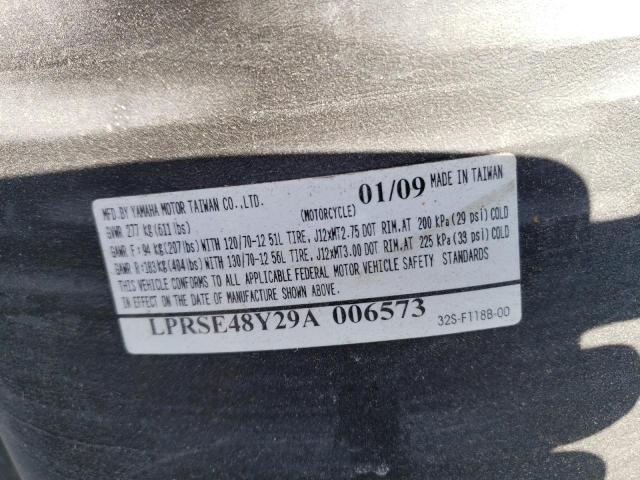 MFD.BY YAMAHA MOTOR TAIWAN CO.,LTD. (MOTORCYCLE) 01/09 MADE IN TAIWAN
GVWR 277 kg (611 lbs)
GAWR F : 94 kg(207 lbs) WITH 120/70-12 51L TIRE, J12xMT2.75 DOT RIM.AT 200 kPa (29 psi) COLD
GAWR R :183 kg(404 lbs) WITH 130/70-12 56L TIRE, J12xMT3.00 DOT RIM.AT 225 kPa (33 psi) COLD
THIS VEHICLE CONFORMS TO ALL APPLICABLE FEDERAL MOTOR VEHICLE SAFETY STANDARDS
IN EFFECT ON THE DATE OF MANUFACTURE SHOWN ABOVE.
LPRSE48Y29A 006573 32S-F118B-00